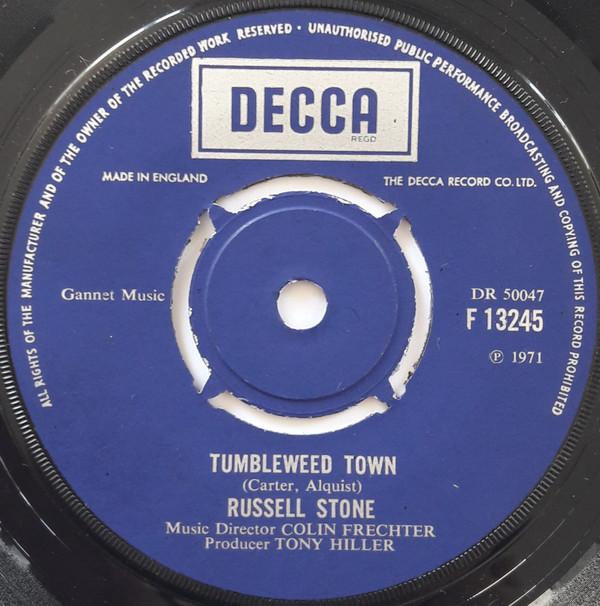 ALL RIGHTS OF THE MANUFACTURER AND OF THE OWNER OF THE RECORDED WORK RESERVED · UNAUTHORISED PUBLIC PERFORMANCE BROADCASTING AND COPYING OF THIS RECORD PROHIBITED
DECCA
REGD
MADE IN ENGLAND
THE DECCA RECORD CO. LTD.
Gannet Music
DR 50047
F 13245
℗ 1971
TUMBLEWEED TOWN
(Carter, Alquist)
RUSSELL STONE
Music Director COLIN FRECHTER
Producer TONY HILLER